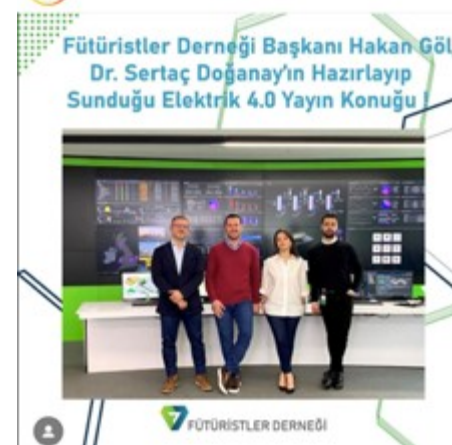 Fütüristler Derneği Başkanı Hakan Göl
Dr. Sertaç Doğanay'ın Hazırlayıp
Sunduğu Elektrik 4.0 Yayın Konuğu !
FÜTÜRİSTLER DERNEĞİ